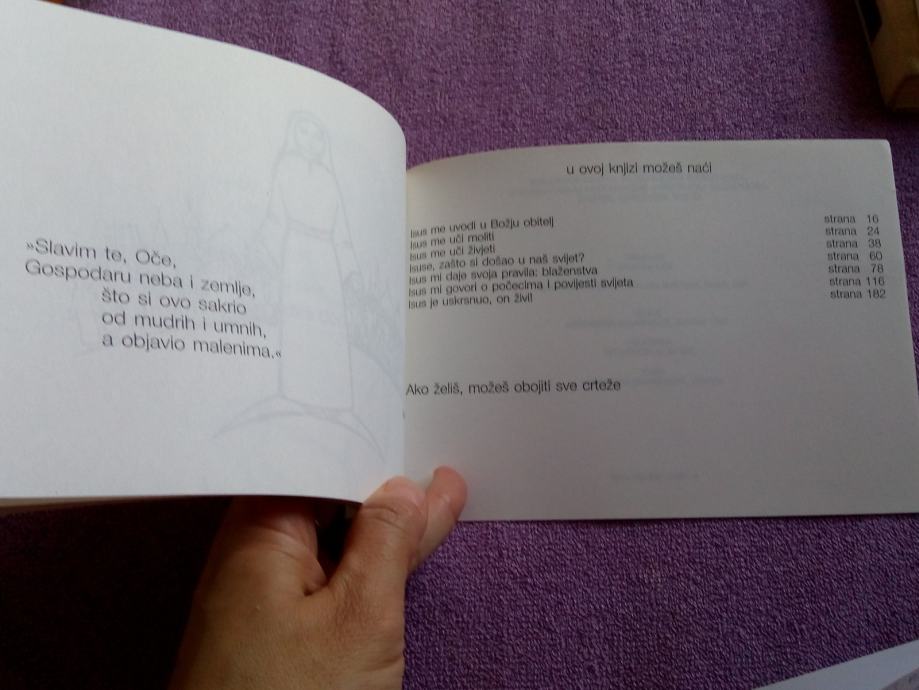 »Slavim te, Oče,
Gospodaru neba i zemlje,
što si ovo sakrio
od mudrih i umnih,
a objavio malenima.«
u ovoj knjizi možeš naći
Isus me uvodi u Božju obitelj strana 16
Isus me uči moliti strana 24
Isus me uči živjeti strana 38
Isuse, zašto si došao u naš svijet? strana 60
Isus mi daje svoja pravila: blaženstva strana 78
Isus mi govori o počecima i povijesti svijeta strana 116
Isus je uskrsnuo, on živi! strana 182
Ako želiš, možeš obojiti sve crteže